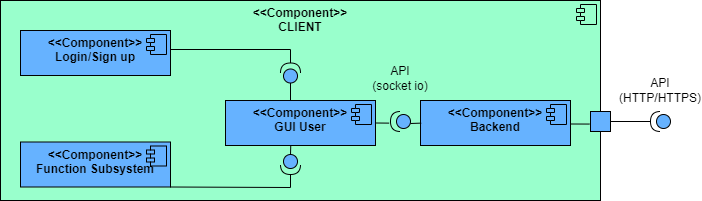 <<Component>>
CLIENT
<<Component>>
Login/Sign up
API
(socket io)
API
(HTTP/HTTPS)
<<Component>>
GUI User
<<Component>>
Backend
<<Component>>
Function Subsystem